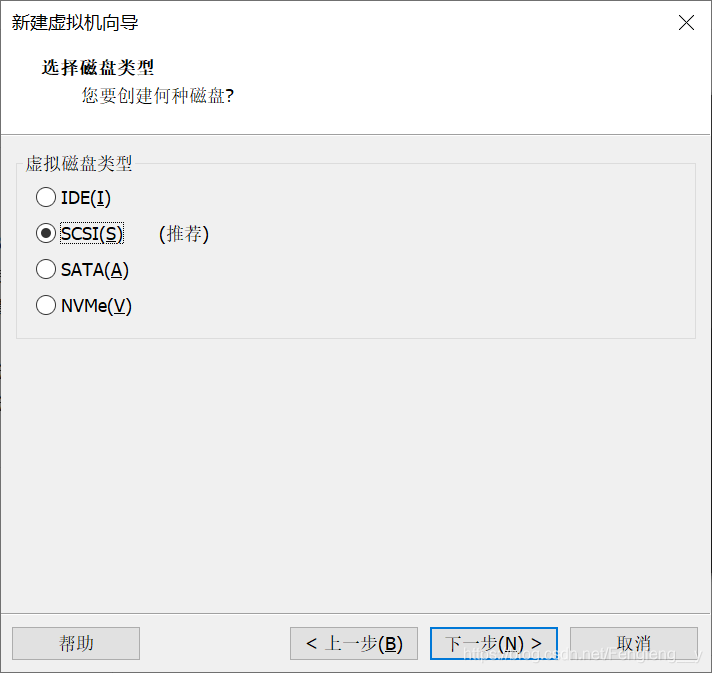 新建虚拟机向导
选择磁盘类型
您要创建何种磁盘?
虚拟磁盘类型
IDE(I)
SCSI(S) (推荐)
SATA(A)
NVMe(V)
帮助 < 上一步(B) 下一步(N) > 取消
https://blog.csdn.net/Fengfeng__y